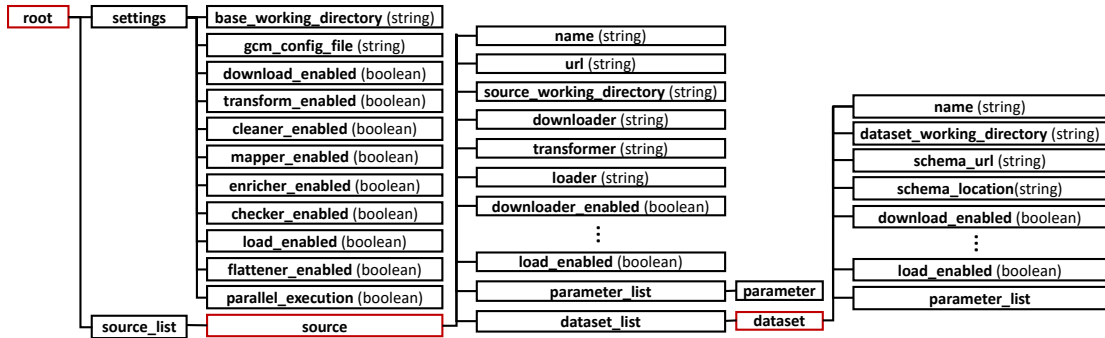 root
settings
base_working_directory (string)
gcm_config_file (string)
download_enabled (boolean)
transform_enabled (boolean)
cleaner_enabled (boolean)
mapper_enabled (boolean)
enricher_enabled (boolean)
checker_enabled (boolean)
load_enabled (boolean)
flattener_enabled (boolean)
parallel_execution (boolean)
source_list
source
name (string)
url (string)
source_working_directory (string)
downloader (string)
transformer (string)
loader (string)
downloader_enabled (boolean)
⋮
load_enabled (boolean)
parameter_list
parameter
dataset_list
dataset
name (string)
dataset_working_directory (string)
schema_url (string)
schema_location(string)
download_enabled (boolean)
⋮
load_enabled (boolean)
parameter_list